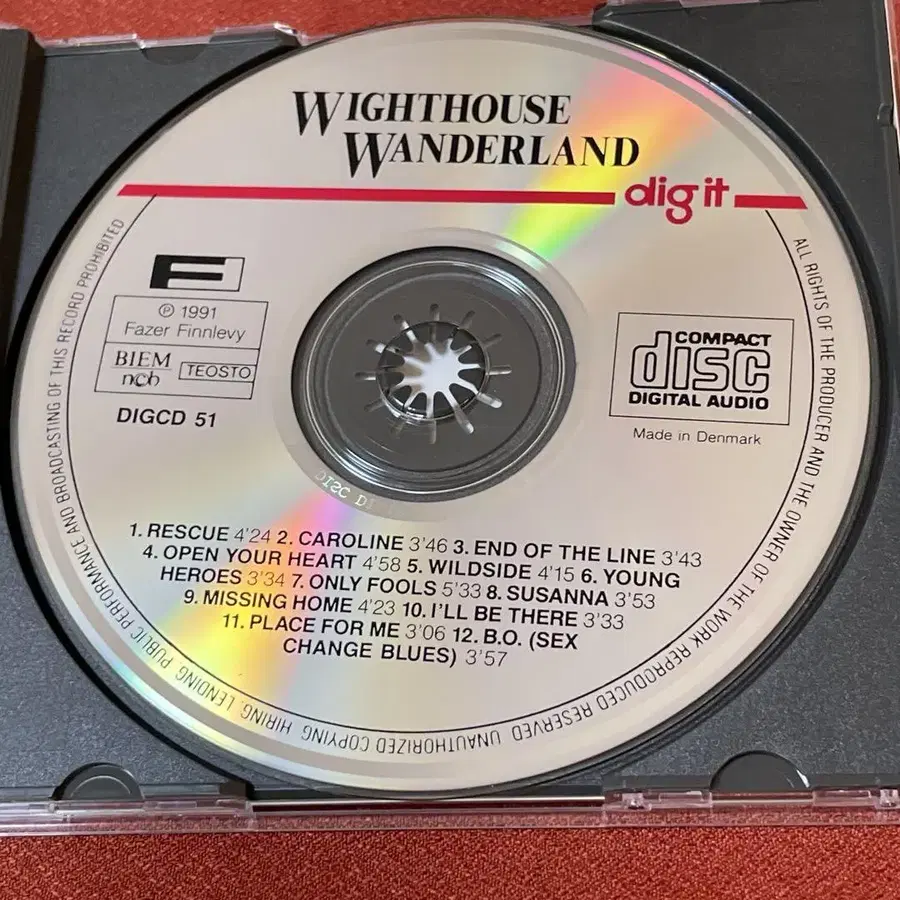 WIGHTHOUSE
WANDERLAND
dig it
F
℗ 1991
Fazer Finnlevy
BIEM
ncb
TEOSTO
DIGCD 51
COMPACT
disc
DIGITAL AUDIO
Made in Denmark
1. RESCUE 4'24 2. CAROLINE 3'46 3. END OF THE LINE 3'43
4. OPEN YOUR HEART 4'58 5. WILDSIDE 4'15 6. YOUNG
HEROES 3'34 7. ONLY FOOLS 5'33 8. SUSANNA 3'53
9. MISSING HOME 4'23 10. I'LL BE THERE 3'33
11. PLACE FOR ME 3'06 12. B.O. (SEX
CHANGE BLUES) 3'57
ALL RIGHTS OF THE PRODUCER AND THE OWNER OF THE WORK REPRODUCED RESERVED. UNAUTHORIZED COPYING, HIRING, LENDING, PUBLIC PERFORMANCE AND BROADCASTING OF THIS RECORD PROHIBITED